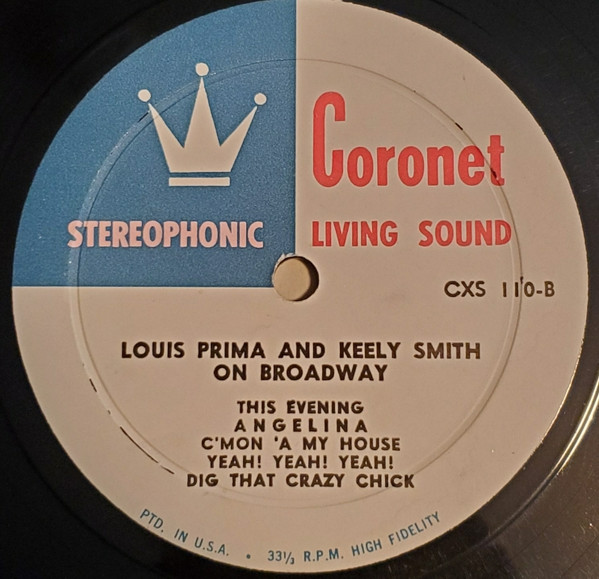 Coronet
STEREOPHONIC LIVING SOUND
CXS 110-B
LOUIS PRIMA AND KEELY SMITH
ON BROADWAY
THIS EVENING
ANGELINA
C'MON 'A MY HOUSE
YEAH! YEAH! YEAH!
DIG THAT CRAZY CHICK
PTD. IN U.S.A. • 33⅓ R.P.M. HIGH FIDELITY